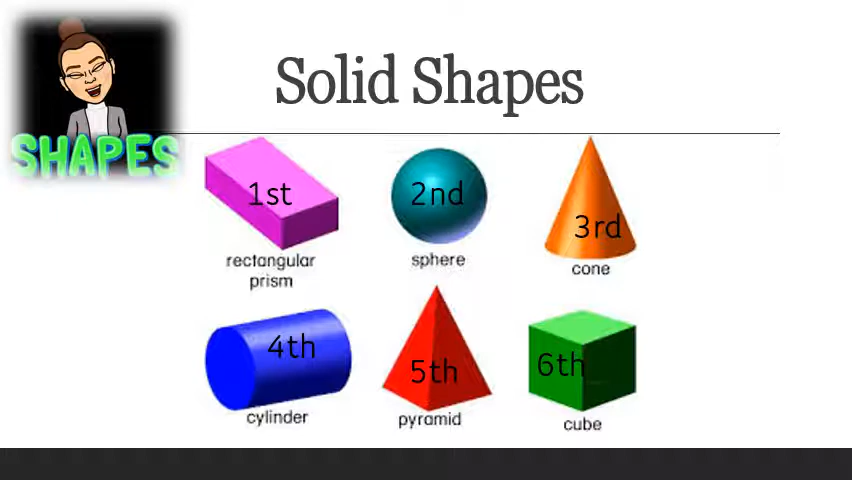 Solid Shapes
SHAPES
1st
2nd
3rd
rectangular
prism
sphere
cone
4th
5th
6th
cylinder
pyramid
cube